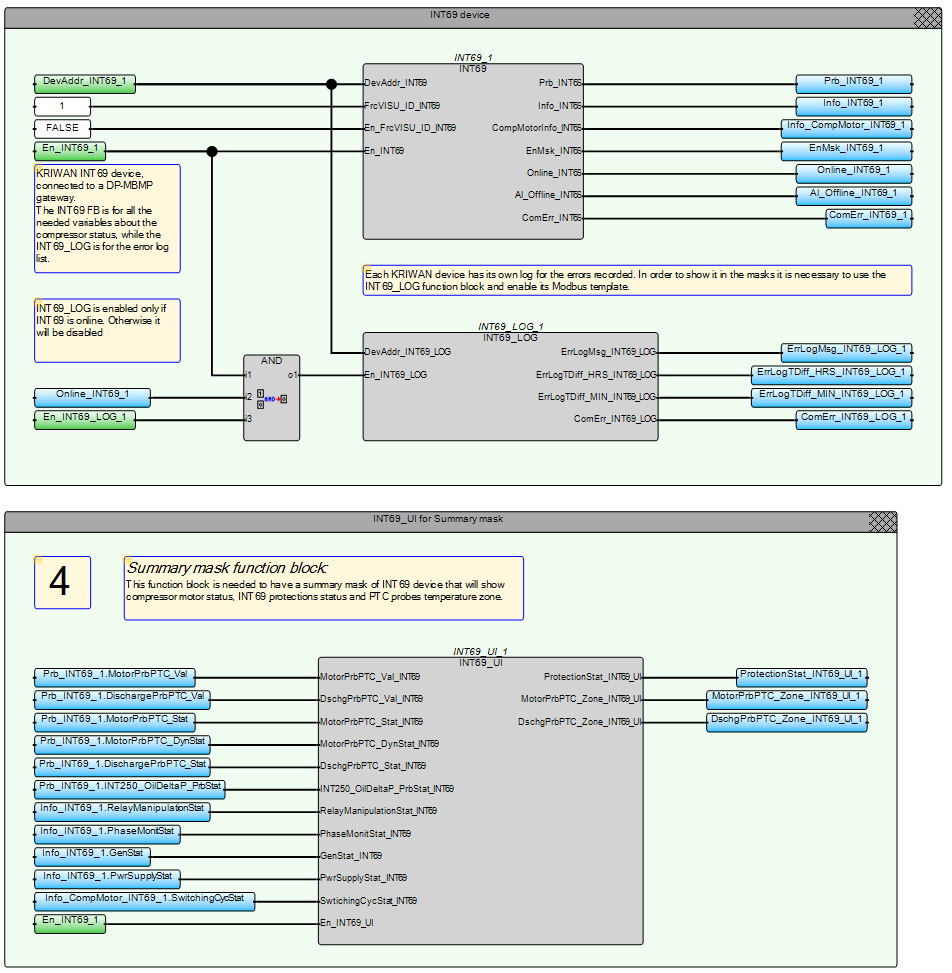 INT69 device
INT69_1
INT69
DevAddr_INT69_1
DevAddr_INT69
Prb_INT69
Prb_INT69_1
1
FrcVISU_ID_INT69
Info_INT69
Info_INT69_1
FALSE
En_FrcVISU_ID_INT69
CompMotorInfo_INT69
Info_CompMotor_INT69_1
En_INT69_1
En_INT69
EnMsk_INT69
EnMsk_INT69_1
Online_INT69
Online_INT69_1
Al_Offline_INT69
Al_Offline_INT69_1
ComErr_INT69
ComErr_INT69_1
KRIWAN INT69 device,
connected to a DP-MBMP
gateway.
The INT69 FB is for all the
needed variables about the
compressor status, while the
INT69_LOG is for the error log
list.
Each KRIWAN device has its own log for the errors recorded. In order to show it in the masks it is necessary to use the
INT69_LOG function block and enable its Modbus template.
INT69_LOG is enabled only if
INT69 is online. Otherwise it
will be disabled
INT69_LOG_1
INT69_LOG
DevAddr_INT69_LOG
ErrLogMsg_INT69_LOG
ErrLogMsg_INT69_LOG_1
AND
i1
o1
En_INT69_LOG
ErrLogTDiff_HRS_INT69_LOG
ErrLogTDiff_HRS_INT69_LOG_1
Online_INT69_1
i2
1
0
AND
0
ErrLogTDiff_MIN_INT69_LOG
ErrLogTDiff_MIN_INT69_LOG_1
En_INT69_LOG_1
i3
ComErr_INT69_LOG
ComErr_INT69_LOG_1
INT69_UI for Summary mask
4
Summary mask function block:
This function block is needed to have a summary mask of INT69 device that will show
compressor motor status, INT69 protections status and PTC probes temperature zone.
INT69_UI_1
INT69_UI
Prb_INT69_1.MotorPrbPTC_Val
MotorPrbPTC_Val_INT69
ProtectionStat_INT69_UI
ProtectionStat_INT69_UI_1
Prb_INT69_1.DischargePrbPTC_Val
DschgPrbPTC_Val_INT69
MotorPrbPTC_Zone_INT69_UI
MotorPrbPTC_Zone_INT69_UI_1
Prb_INT69_1.MotorPrbPTC_Stat
MotorPrbPTC_Stat_INT69
DschgPrbPTC_Zone_INT69_UI
DschgPrbPTC_Zone_INT69_UI_1
Prb_INT69_1.MotorPrbPTC_DynStat
MotorPrbPTC_DynStat_INT69
Prb_INT69_1.DischargePrbPTC_Stat
DschgPrbPTC_Stat_INT69
Prb_INT69_1.INT250_OilDeltaP_PrbStat
INT250_OilDeltaP_PrbStat_INT69
Info_INT69_1.RelayManipulationStat
RelayManipulationStat_INT69
Info_INT69_1.PhaseMonitStat
PhaseMonitStat_INT69
Info_INT69_1.GenStat
GenStat_INT69
Info_INT69_1.PwrSupplyStat
PwrSupplyStat_INT69
Info_CompMotor_INT69_1.SwitchingCycStat
SwtichingCycStat_INT69
En_INT69_1
En_INT69_UI